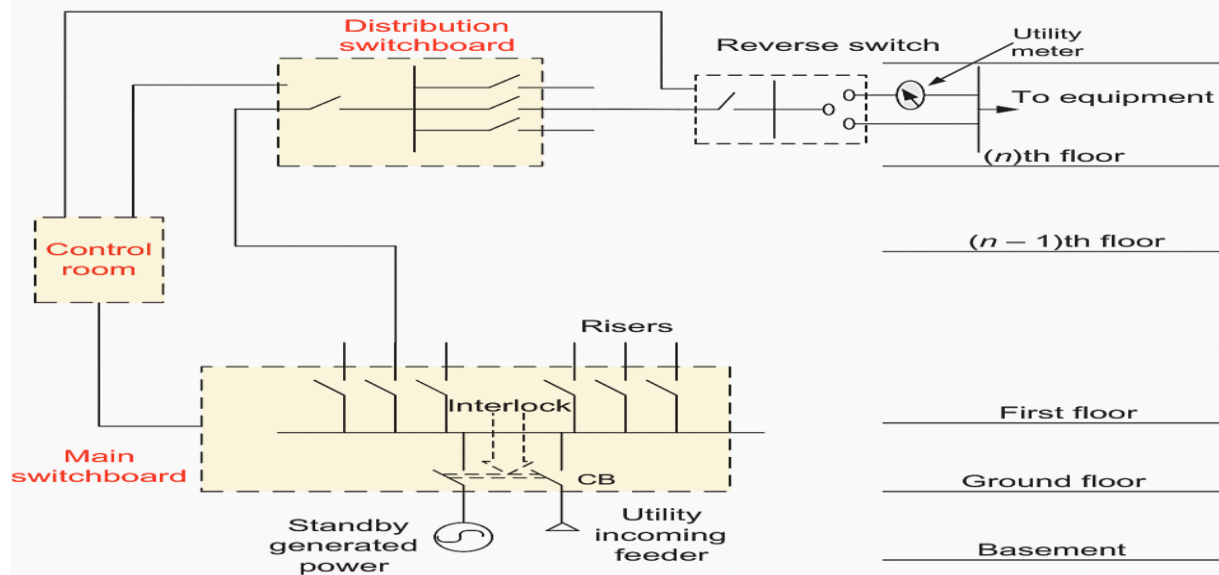 Distribution
switchboard
Reverse switch
Utility
meter
To equipment
(n)th floor
Control
room
(n − 1)th floor
Risers
Interlock
First floor
Main
switchboard
CB
Ground floor
Standby
generated
power
Utility
incoming
feeder
Basement